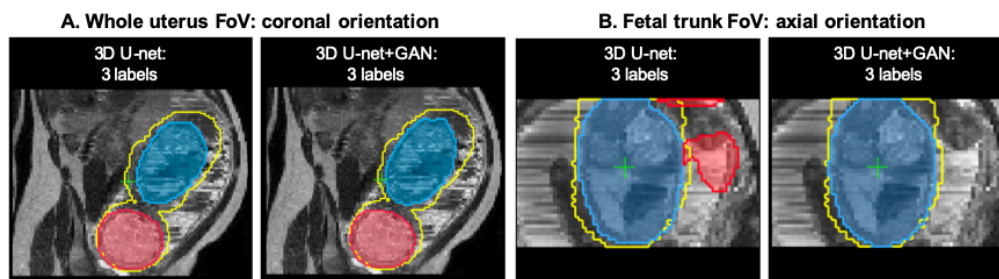 A. Whole uterus FoV: coronal orientation
3D U-net:
3 labels
3D U-net+GAN:
3 labels
B. Fetal trunk FoV: axial orientation
3D U-net:
3 labels
3D U-net+GAN:
3 labels